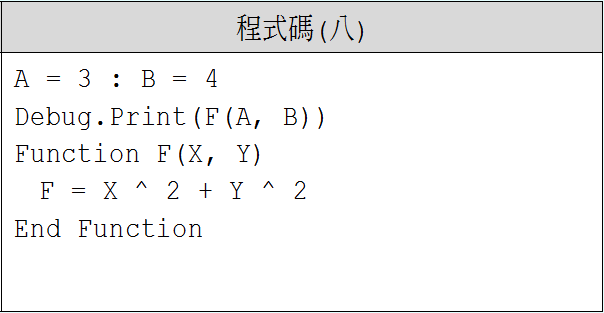 程式碼(八)
A = 3 : B = 4
Debug.Print(F(A, B))
Function F(X, Y)
  F = X ^ 2 + Y ^ 2
End Function